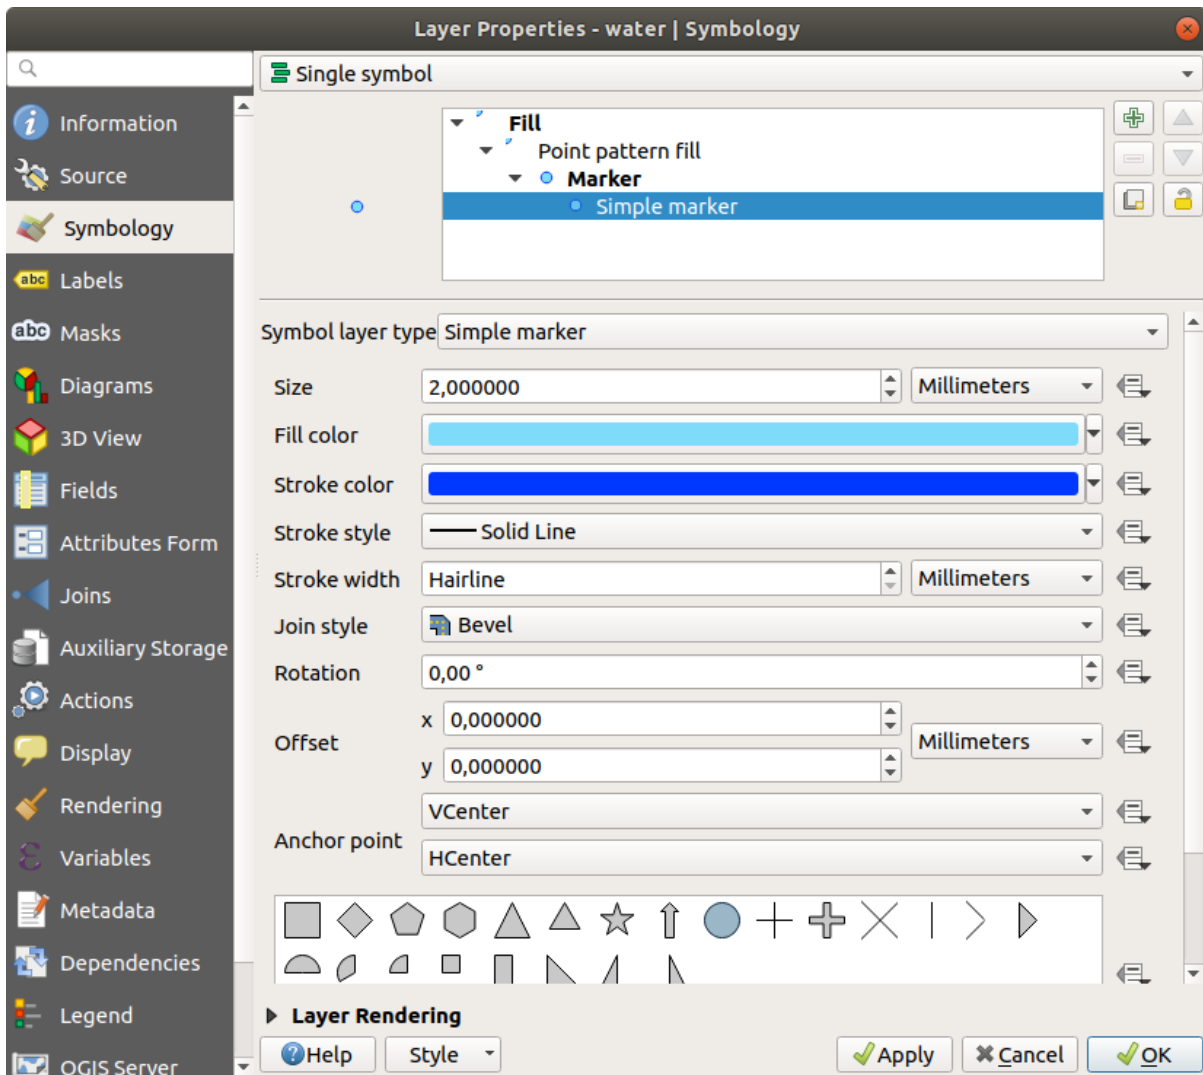 Layer Properties - water | Symbology
Single symbol
Information
Source
Symbology
abc Labels
abc Masks
Diagrams
3D View
Fields
Attributes Form
Joins
Auxiliary Storage
Actions
Display
Rendering
Variables
Metadata
Dependencies
Legend
QGIS Server
Fill
Point pattern fill
Marker
Simple marker
Symbol layer type Simple marker
Size 2,000000 Millimeters
Fill color
Stroke color
Stroke style Solid Line
Stroke width Hairline Millimeters
Join style Bevel
Rotation 0,00 °
Offset x 0,000000 Millimeters
y 0,000000
Anchor point VCenter
HCenter
Layer Rendering
Help Style Apply Cancel OK